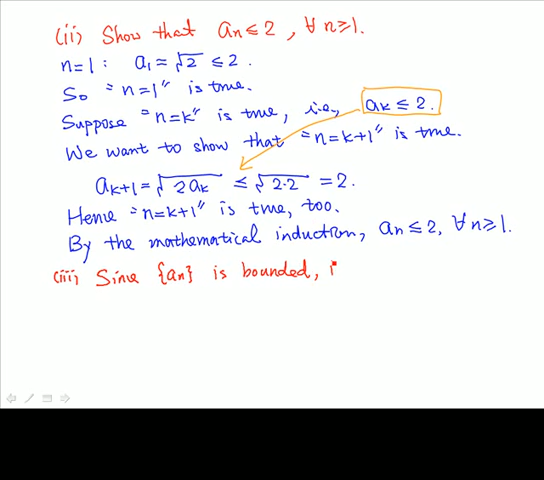 (ii) Show that an ≤ 2, ∀ n ≥ 1.
n=1: a1 = √2 ≤ 2.
So "n=1" is true.
Suppose "n=k" is true, i.e., ak ≤ 2.
We want to show that "n=k+1" is true.
ak+1 = √2ak ≤ √2·2 = 2.
Hence "n=k+1" is true, too.
By the mathematical induction, an ≤ 2, ∀ n ≥ 1.
(iii) Since {an} is bounded, i